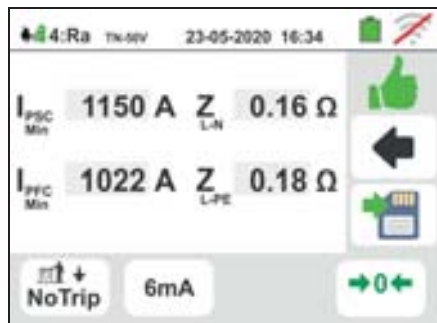 4:Ra TN-50V 23-05-2020 16:34
IPSC Min 1150 A ZL-N 0.16 Ω
IPFC Min 1022 A ZL-PE 0.18 Ω
NoTrip 6mA →0←